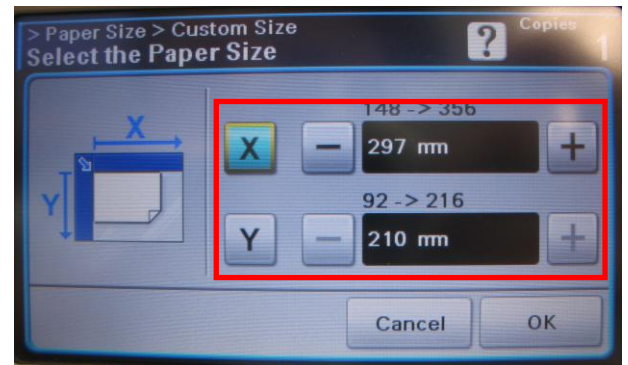 > Paper Size > Custom Size
Select the Paper Size
?
Copies
1
148 -> 356
X
X
−
297 mm
+
92 -> 216
Y
Y
−
210 mm
+
Cancel
OK